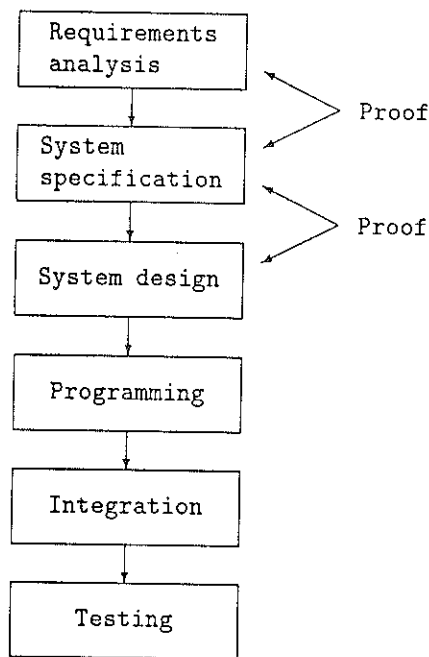 Requirements
analysis
Proof
System
specification
Proof
System design
Programming
Integration
Testing